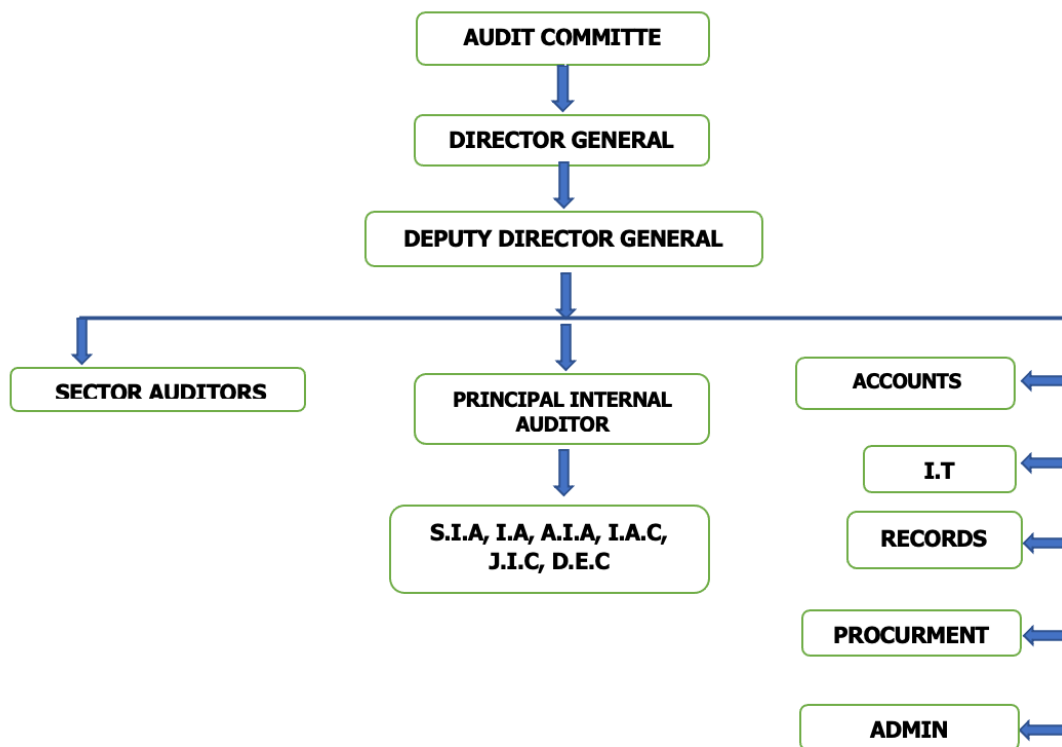 AUDIT COMMITTE
DIRECTOR GENERAL
DEPUTY DIRECTOR GENERAL
SECTOR AUDITORS
PRINCIPAL INTERNAL
AUDITOR
S.I.A, I.A, A.I.A, I.A.C,
J.I.C, D.E.C
ACCOUNTS
I.T
RECORDS
PROCURMENT
ADMIN